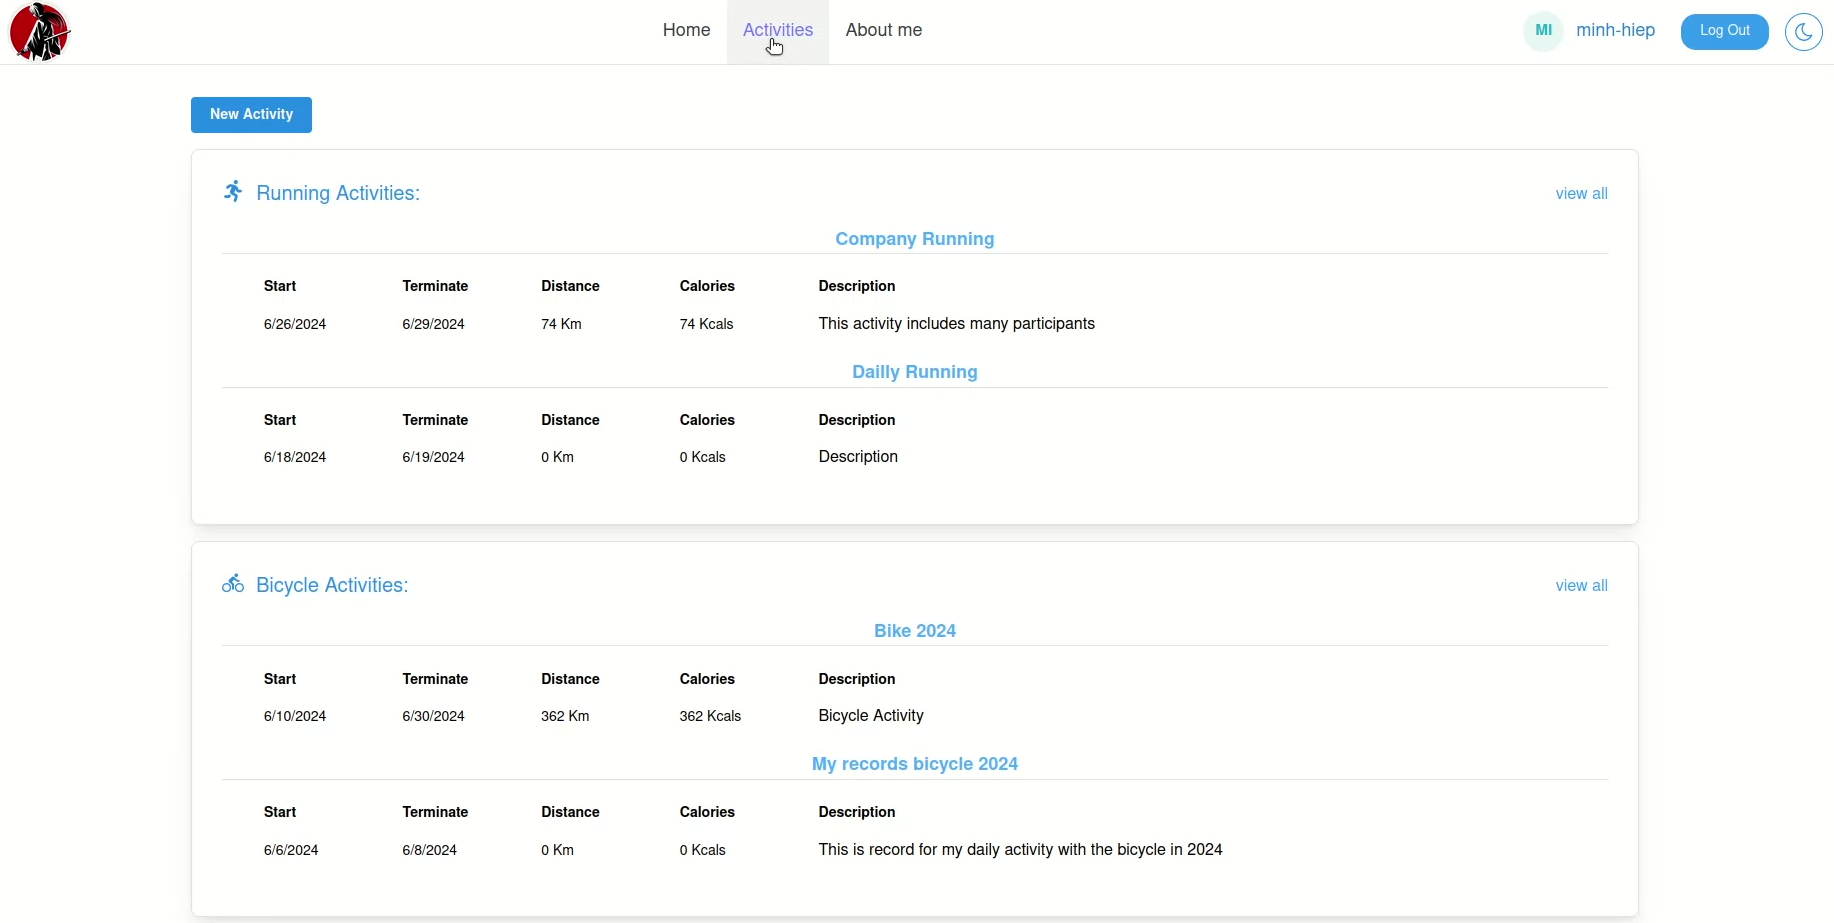 Home Activities About me MI minh-hiep Log Out
New Activity
Running Activities: view all
Company Running
Start Terminate Distance Calories Description
6/26/2024 6/29/2024 74 Km 74 Kcals This activity includes many participants
Dailly Running
Start Terminate Distance Calories Description
6/18/2024 6/19/2024 0 Km 0 Kcals Description
Bicycle Activities: view all
Bike 2024
Start Terminate Distance Calories Description
6/10/2024 6/30/2024 362 Km 362 Kcals Bicycle Activity
My records bicycle 2024
Start Terminate Distance Calories Description
6/6/2024 6/8/2024 0 Km 0 Kcals This is record for my daily activity with the bicycle in 2024